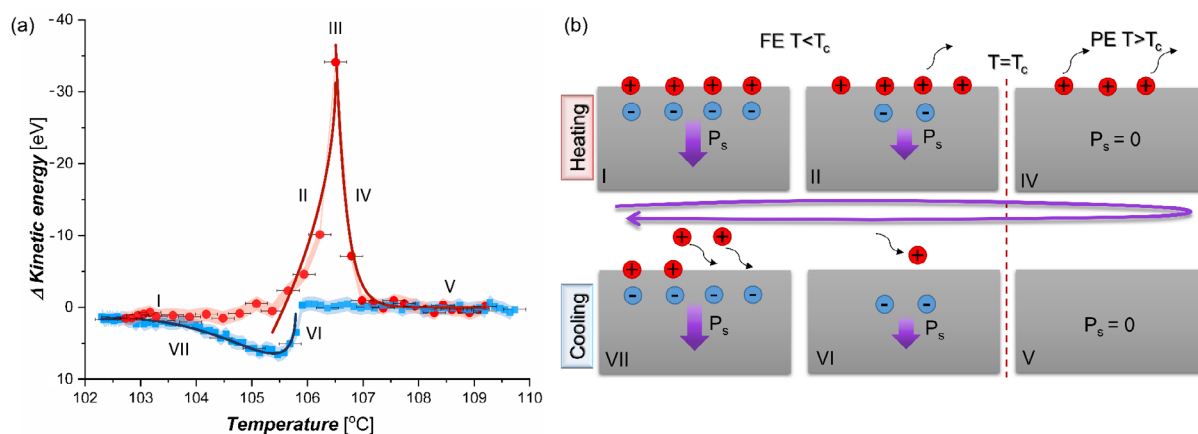 (a)
-40
-30
-20
-10
0
10
Δ Kinetic energy [eV]
I
II
III
IV
V
VI
VII
102 103 104 105 106 107 108 109 110
Temperature [°C]
(b)
FE T<Tc
T=Tc
PE T>Tc
Heating
+ + + +
- - - -
Ps
I
+ + + +
- -
Ps
II
+ + +
Ps = 0
IV
Cooling
+ +
+ +
- - - -
Ps
VII
+
- -
Ps
VI
Ps = 0
V